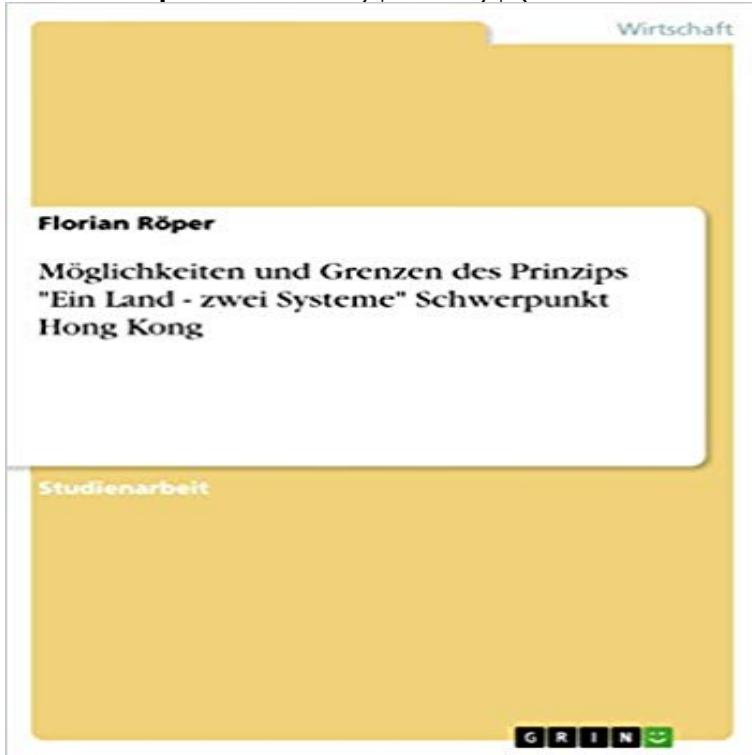 Wirtschaft
Florian Röper
Möglichkeiten und Grenzen des Prinzips
"Ein Land - zwei Systeme" Schwerpunkt
Hong Kong
Studienarbeit
GRIN